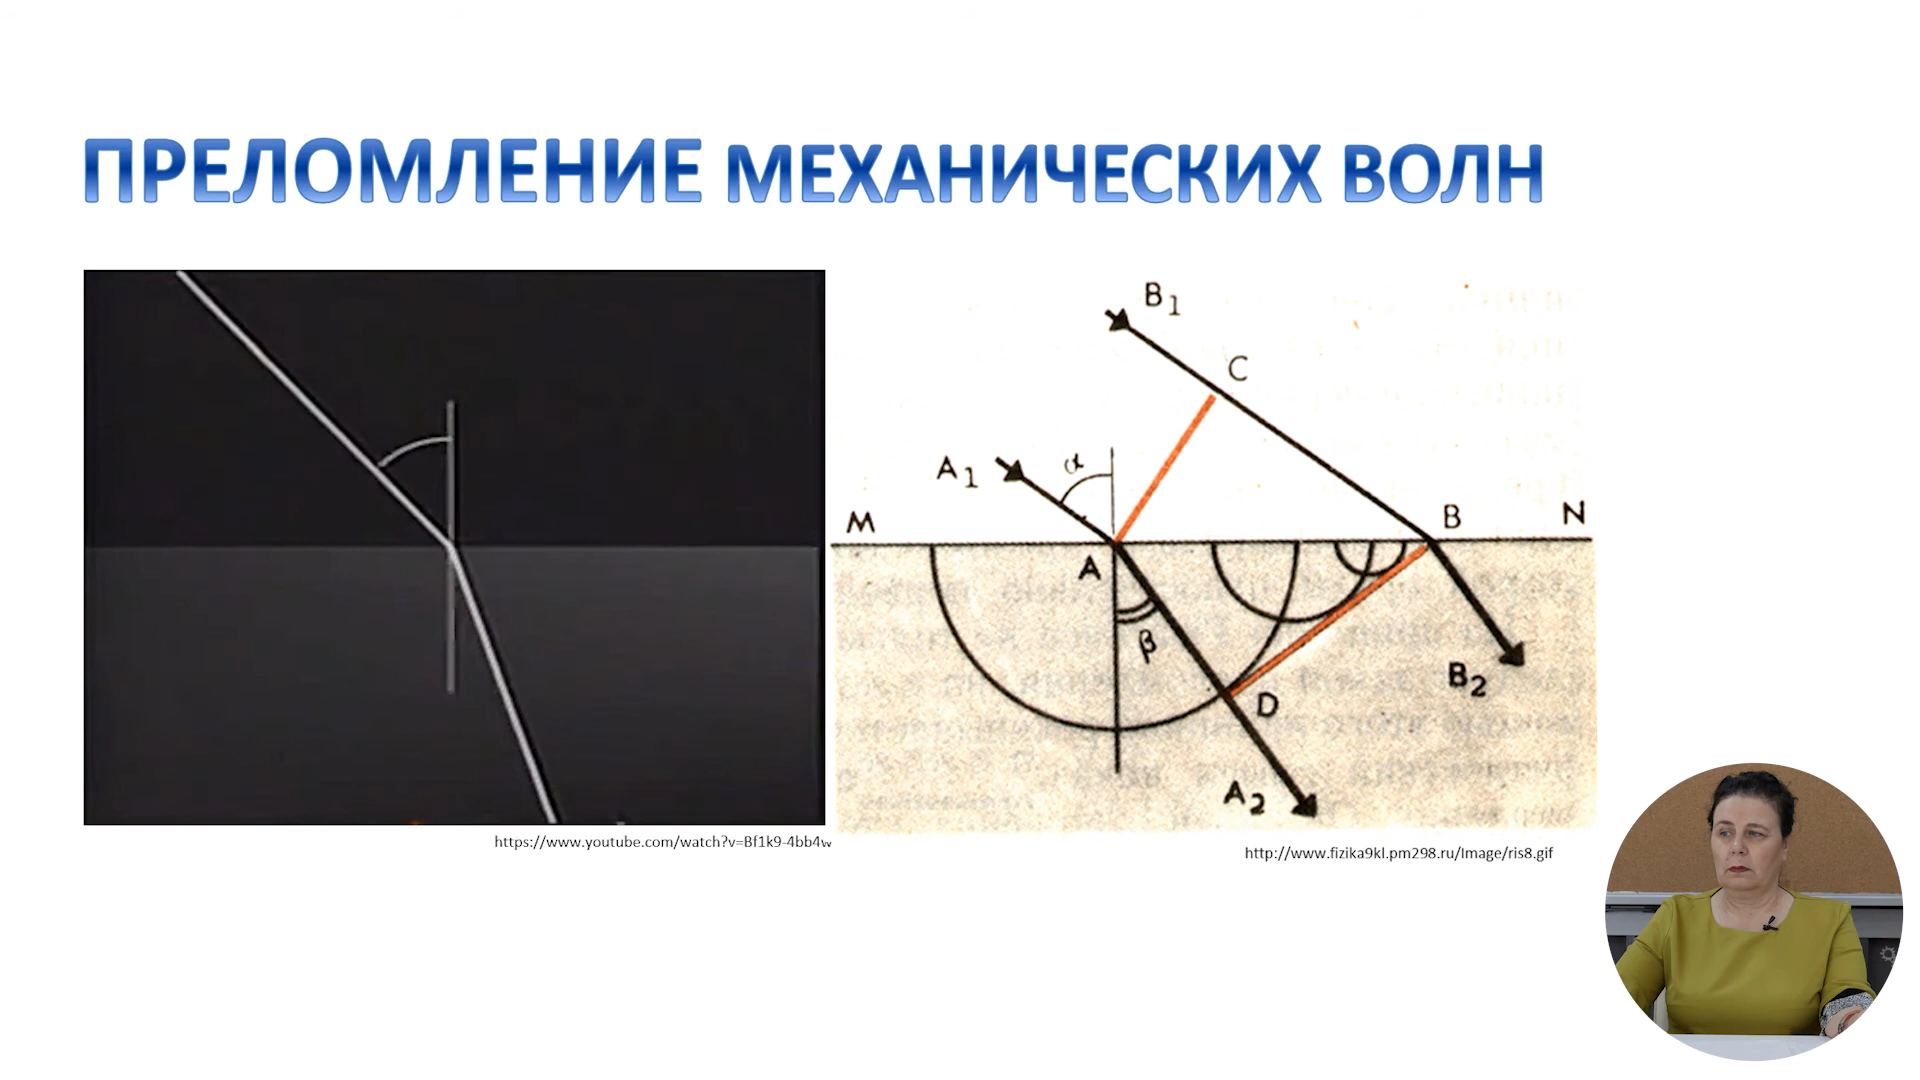 ПРЕЛОМЛЕНИЕ МЕХАНИЧЕСКИХ ВОЛН
B1
C
A1
α
M
B
N
A
β
B2
D
A2
https://www.youtube.com/watch?v=Bf1k9-4bb4w
http://www.fizika9kl.pm298.ru/Image/ris8.gif